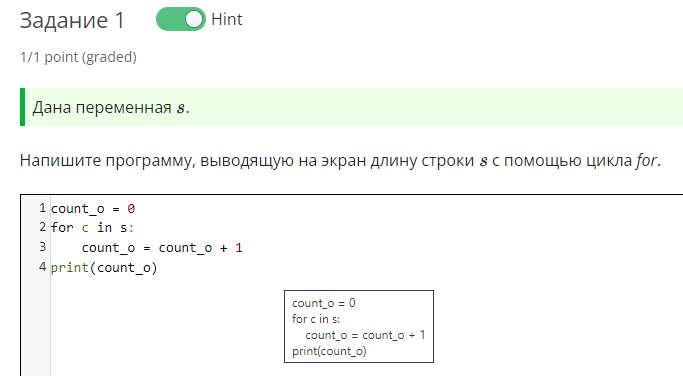 Задание 1 Hint
1/1 point (graded)
Дана переменная s.
Напишите программу, выводящую на экран длину строки s с помощью цикла for.
1 count_o = 0
2 for c in s:
3     count_o = count_o + 1
4 print(count_o)
count_o = 0
for c in s:
    count_o = count_o + 1
print(count_o)